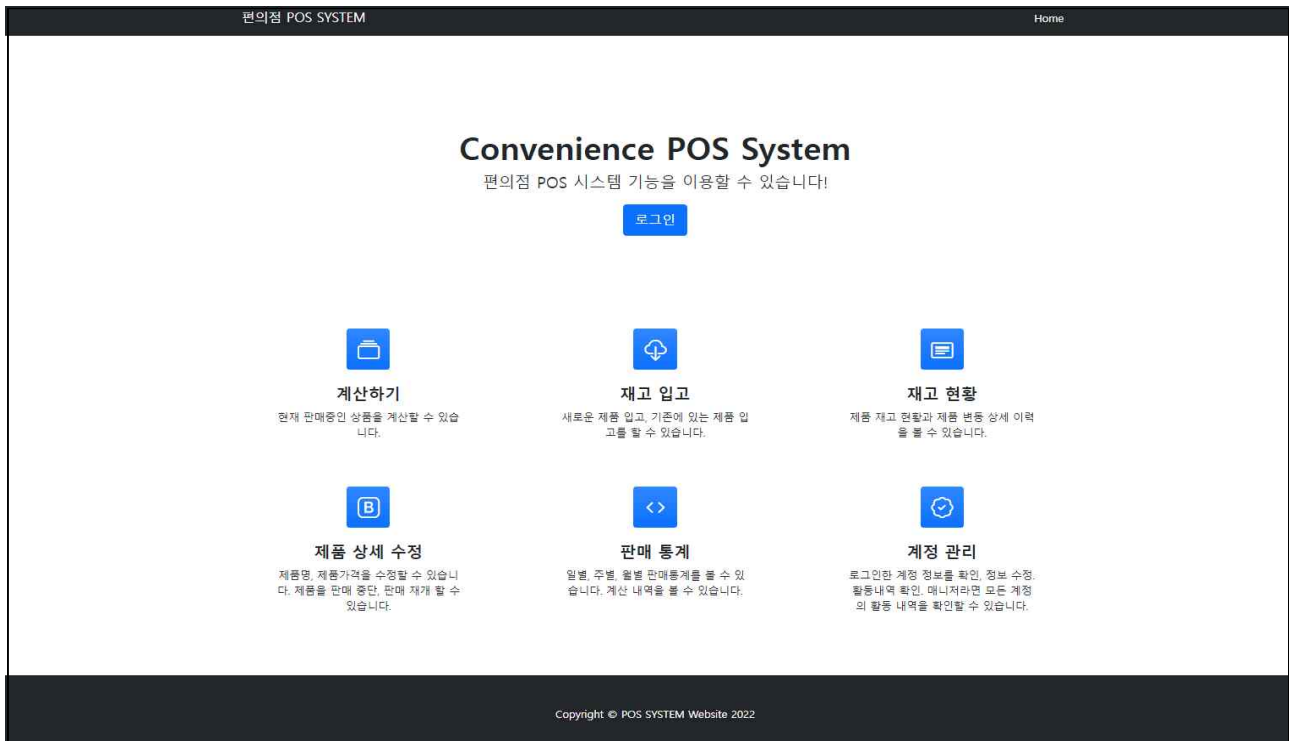 편의점 POS SYSTEM
Home
Convenience POS System
편의점 POS 시스템 기능을 이용할 수 있습니다!
로그인
계산하기
현재 판매중인 상품을 계산할 수 있습
니다.
재고 입고
새로운 제품 입고, 기존에 있는 제품 입
고를 할 수 있습니다.
재고 현황
제품 재고 현황과 제품 변동 상세 이력
을 볼 수 있습니다.
B
제품 상세 수정
제품명, 제품가격을 수정할 수 있습니
다. 제품을 판매 중단, 판매 재개 할 수
있습니다.
판매 통계
일별, 주별, 월별 판매통계를 볼 수 있
습니다. 계산 내역을 볼 수 있습니다.
계정 관리
로그인한 계정 정보를 확인, 정보 수정.
활동내역 확인. 매니저라면 모든 계정
의 활동 내역을 확인할 수 있습니다.
Copyright © POS SYSTEM Website 2022